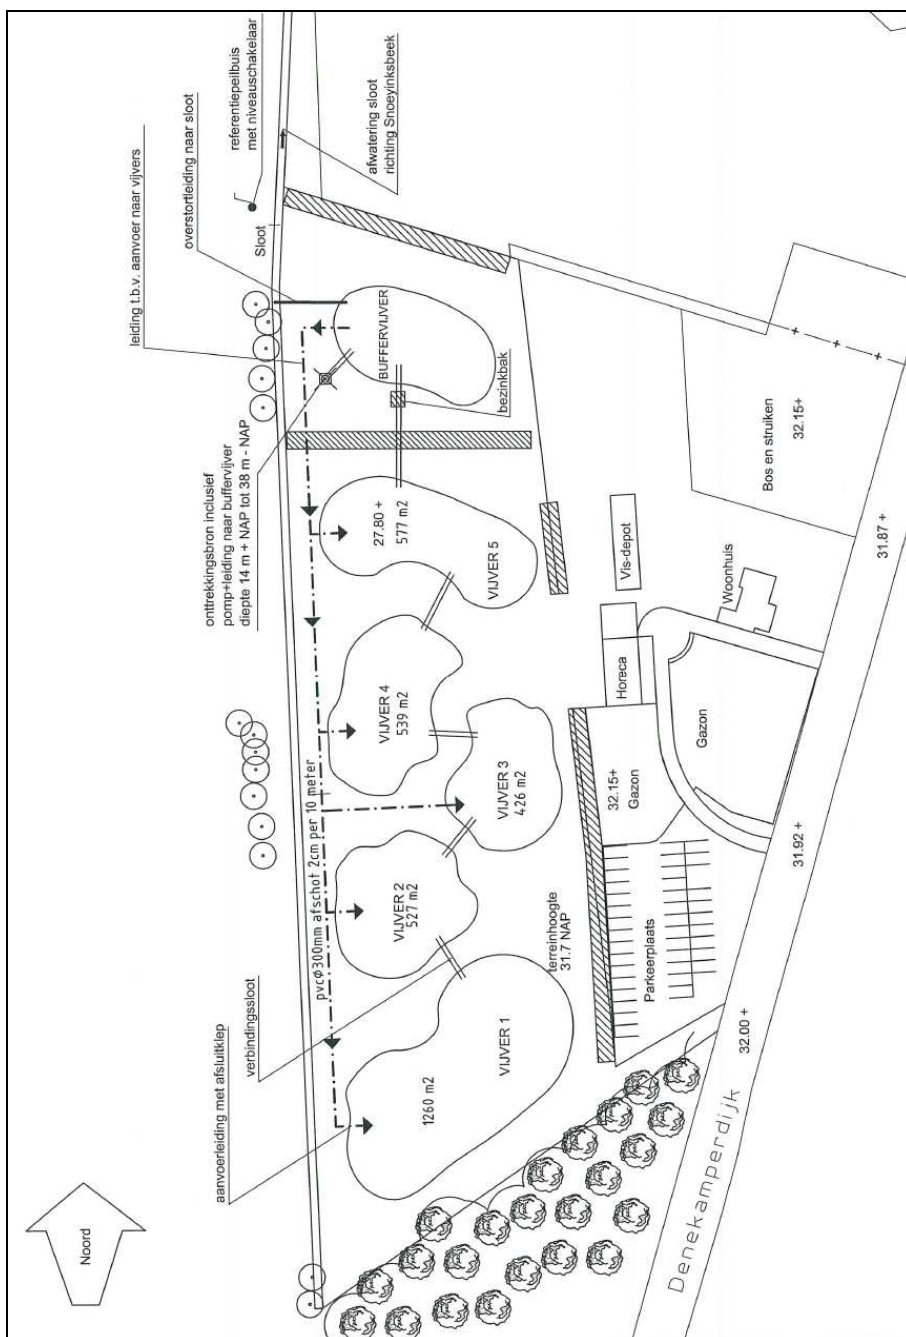 referentiepeilbuis
met niveauschakelaar
overstortleiding naar sloot
leiding t.b.v. aanvoer naar vijvers
afwatering sloot
richting Snoeyinksbeek
Sloot
BUFFERVIJVER
bezinkbak
onttrekkingsbron inclusief
pomp+leiding naar buffervijver
diepte 14 m + NAP tot 38 m - NAP
27.80 +
577 m2
VIJVER 5
VIJVER 4
539 m2
VIJVER 3
426 m2
VIJVER 2
527 m2
VIJVER 1
1260 m2
pvcφ300mm afschot 2cm per 10 meter
verbindingssloot
aanvoerleiding met afsluitklep
terreinhoogte
31.7 NAP
Bos en struiken
32.15+
Vis-depot
Woonhuis
Horeca
Gazon
32.15+
Gazon
Parkeerplaats
31.87 +
31.92 +
32.00 +
Denekamperdijk
Noord